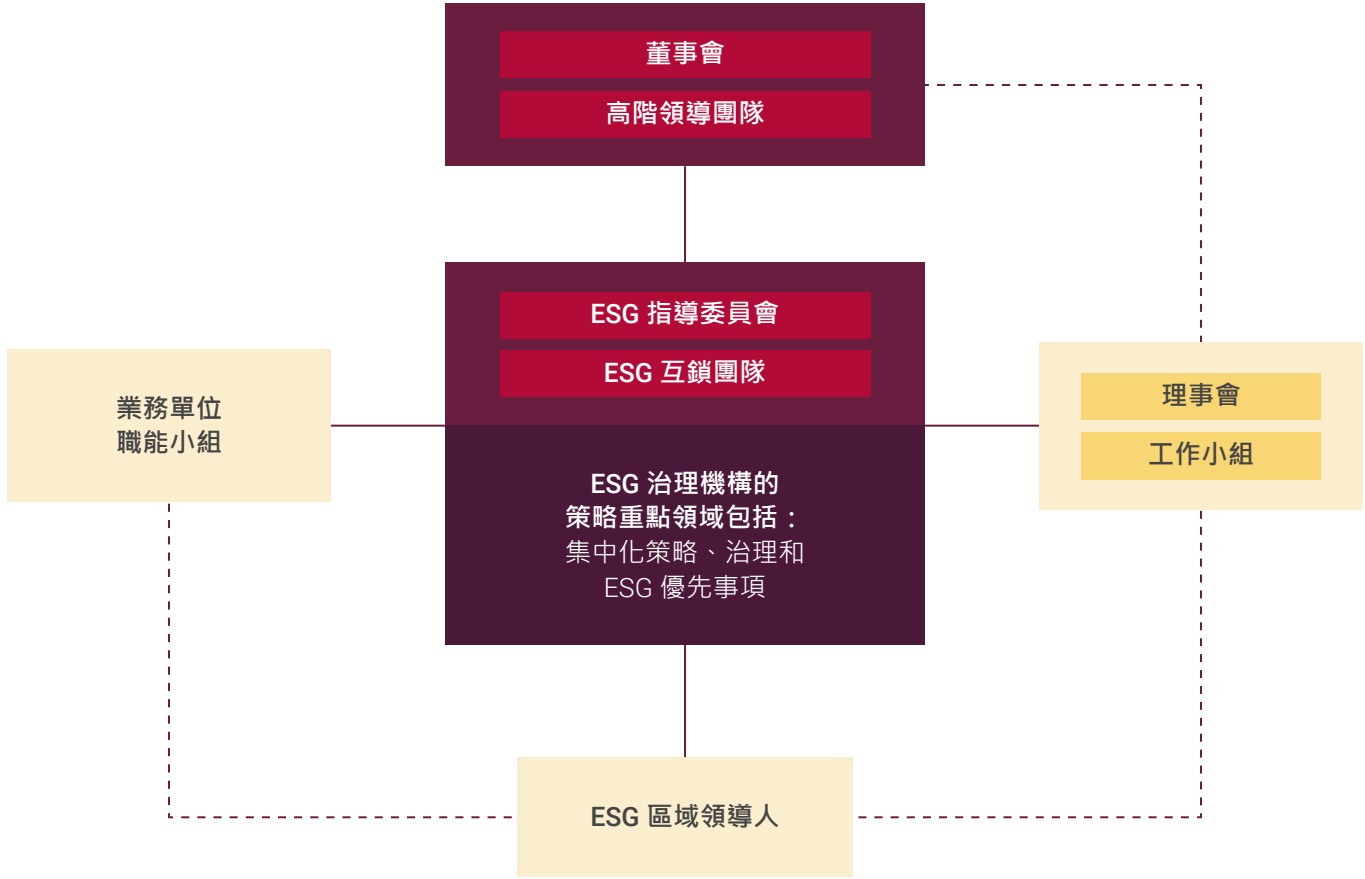 董事會
高階領導團隊
ESG 指導委員會
ESG 互鎖團隊
業務單位
職能小組
理事會
工作小組
ESG 治理機構的
策略重點領域包括：
集中化策略、治理和
ESG 優先事項
ESG 區域領導人